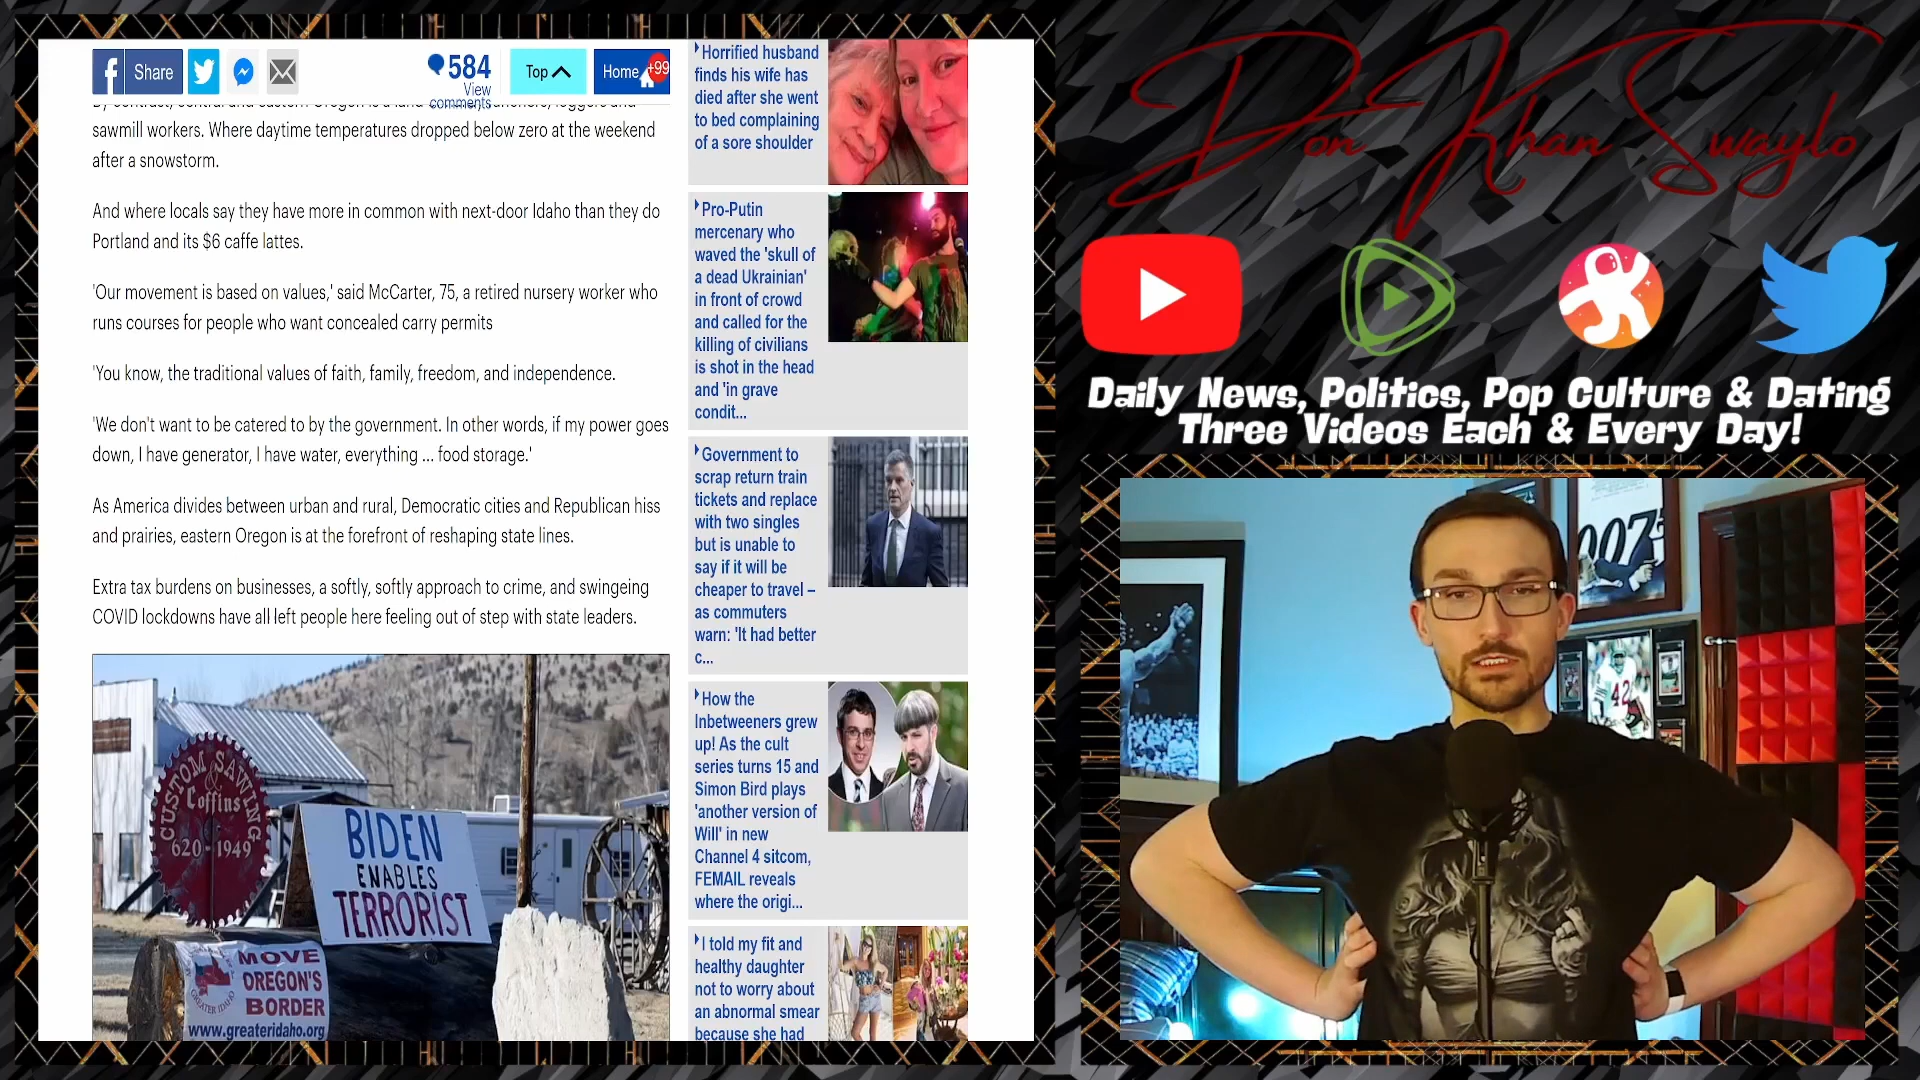 Share
584
View
comments
Top
Home
+99
sawmill workers. Where daytime temperatures dropped below zero at the weekend
after a snowstorm.
And where locals say they have more in common with next-door Idaho than they do
Portland and its $6 caffe lattes.
'Our movement is based on values,' said McCarter, 75, a retired nursery worker who
runs courses for people who want concealed carry permits
'You know, the traditional values of faith, family, freedom, and independence.
'We don't want to be catered to by the government. In other words, if my power goes
down, I have generator, I have water, everything ... food storage.'
As America divides between urban and rural, Democratic cities and Republican hiss
and prairies, eastern Oregon is at the forefront of reshaping state lines.
Extra tax burdens on businesses, a softly, softly approach to crime, and swingeing
COVID lockdowns have all left people here feeling out of step with state leaders.
CUSTOM SAWING
&
Coffins
620-1949
BIDEN
ENABLES
TERRORIST
GREATER IDAHO
MOVE
OREGON'S
BORDER
www.greateridaho.org
Horrified husband
finds his wife has
died after she went
to bed complaining
of a sore shoulder
Pro-Putin
mercenary who
waved the 'skull of
a dead Ukrainian'
in front of crowd
and called for the
killing of civilians
is shot in the head
and 'in grave
condit...
Government to
scrap return train
tickets and replace
with two singles
but is unable to
say if it will be
cheaper to travel –
as commuters
warn: 'It had better
c...
How the
Inbetweeners grew
up! As the cult
series turns 15 and
Simon Bird plays
'another version of
Will' in new
Channel 4 sitcom,
FEMAIL reveals
where the origi...
I told my fit and
healthy daughter
not to worry about
an abnormal smear
because she had
Don Khan Swaylo
Daily News, Politics, Pop Culture & Dating
Three Videos Each & Every Day!
007
42